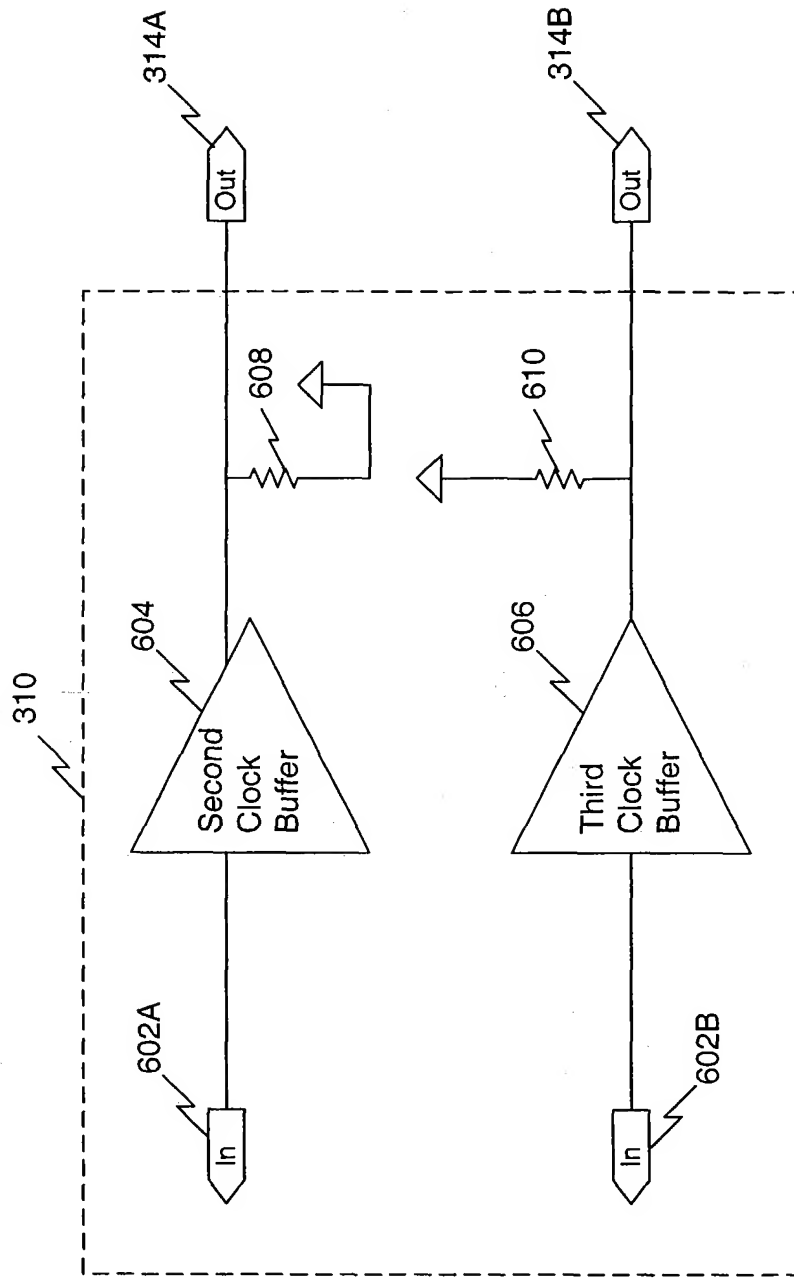 310
602A
In
604
Second
Clock
Buffer
608
Out
314A
602B
In
606
Third
Clock
Buffer
610
Out
314B